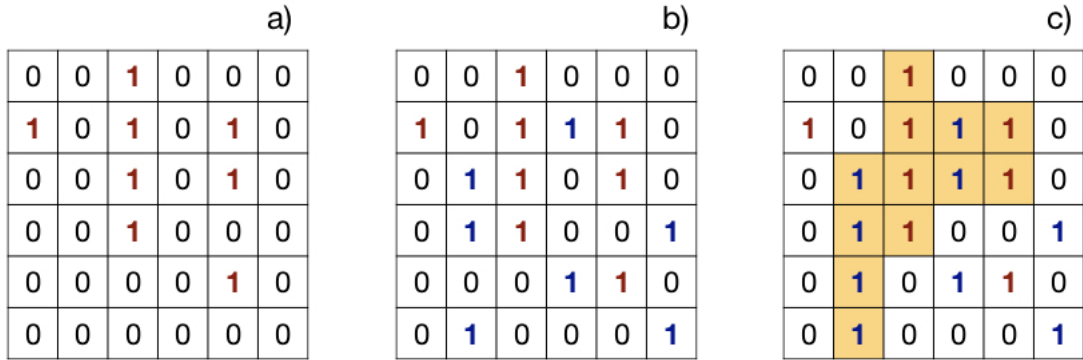 a) b) c)
0 0 1 0 0 0 0 0 1 0 0 0 0 0 1 0 0 0
1 0 1 0 1 0 1 0 1 1 1 0 1 0 1 1 1 0
0 0 1 0 1 0 0 1 1 0 1 0 0 1 1 1 1 0
0 0 1 0 0 0 0 1 1 0 0 1 0 1 1 0 0 1
0 0 0 0 1 0 0 0 0 1 1 0 0 1 0 1 1 0
0 0 0 0 0 0 0 1 0 0 0 1 0 1 0 0 0 1